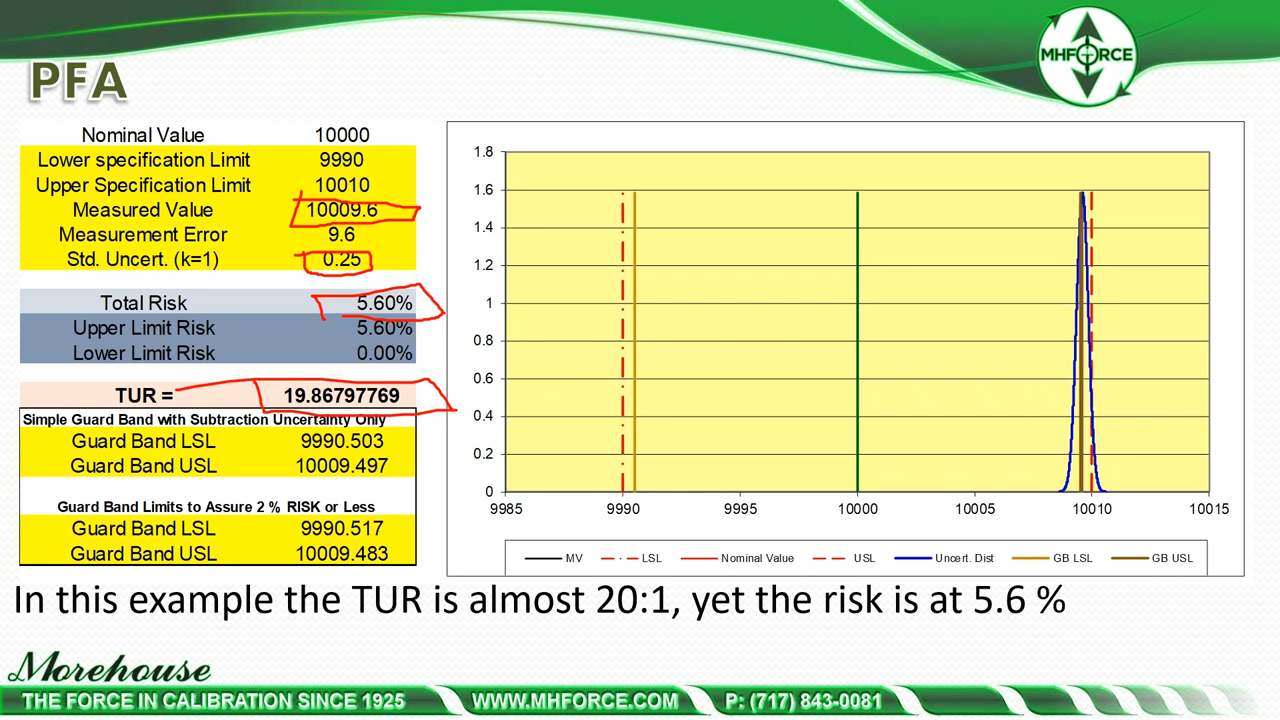 MHFORCE
PFA
Nominal Value 10000
Lower specification Limit 9990
Upper Specification Limit 10010
Measured Value 10009.6
Measurement Error 9.6
Std. Uncert. (k=1) 0.25
Total Risk 5.60%
Upper Limit Risk 5.60%
Lower Limit Risk 0.00%
TUR = 19.86797769
Simple Guard Band with Subtraction Uncertainty Only
Guard Band LSL 9990.503
Guard Band USL 10009.497
Guard Band Limits to Assure 2 % RISK or Less
Guard Band LSL 9990.517
Guard Band USL 10009.483
1.8
1.6
1.4
1.2
1
0.8
0.6
0.4
0.2
0
9985 9990 9995 10000 10005 10010 10015
MV LSL Nominal Value USL Uncert. Dist GB LSL GB USL
In this example the TUR is almost 20:1, yet the risk is at 5.6 %
Morehouse
THE FORCE IN CALIBRATION SINCE 1925 WWW.MHFORCE.COM P: (717) 843-0081